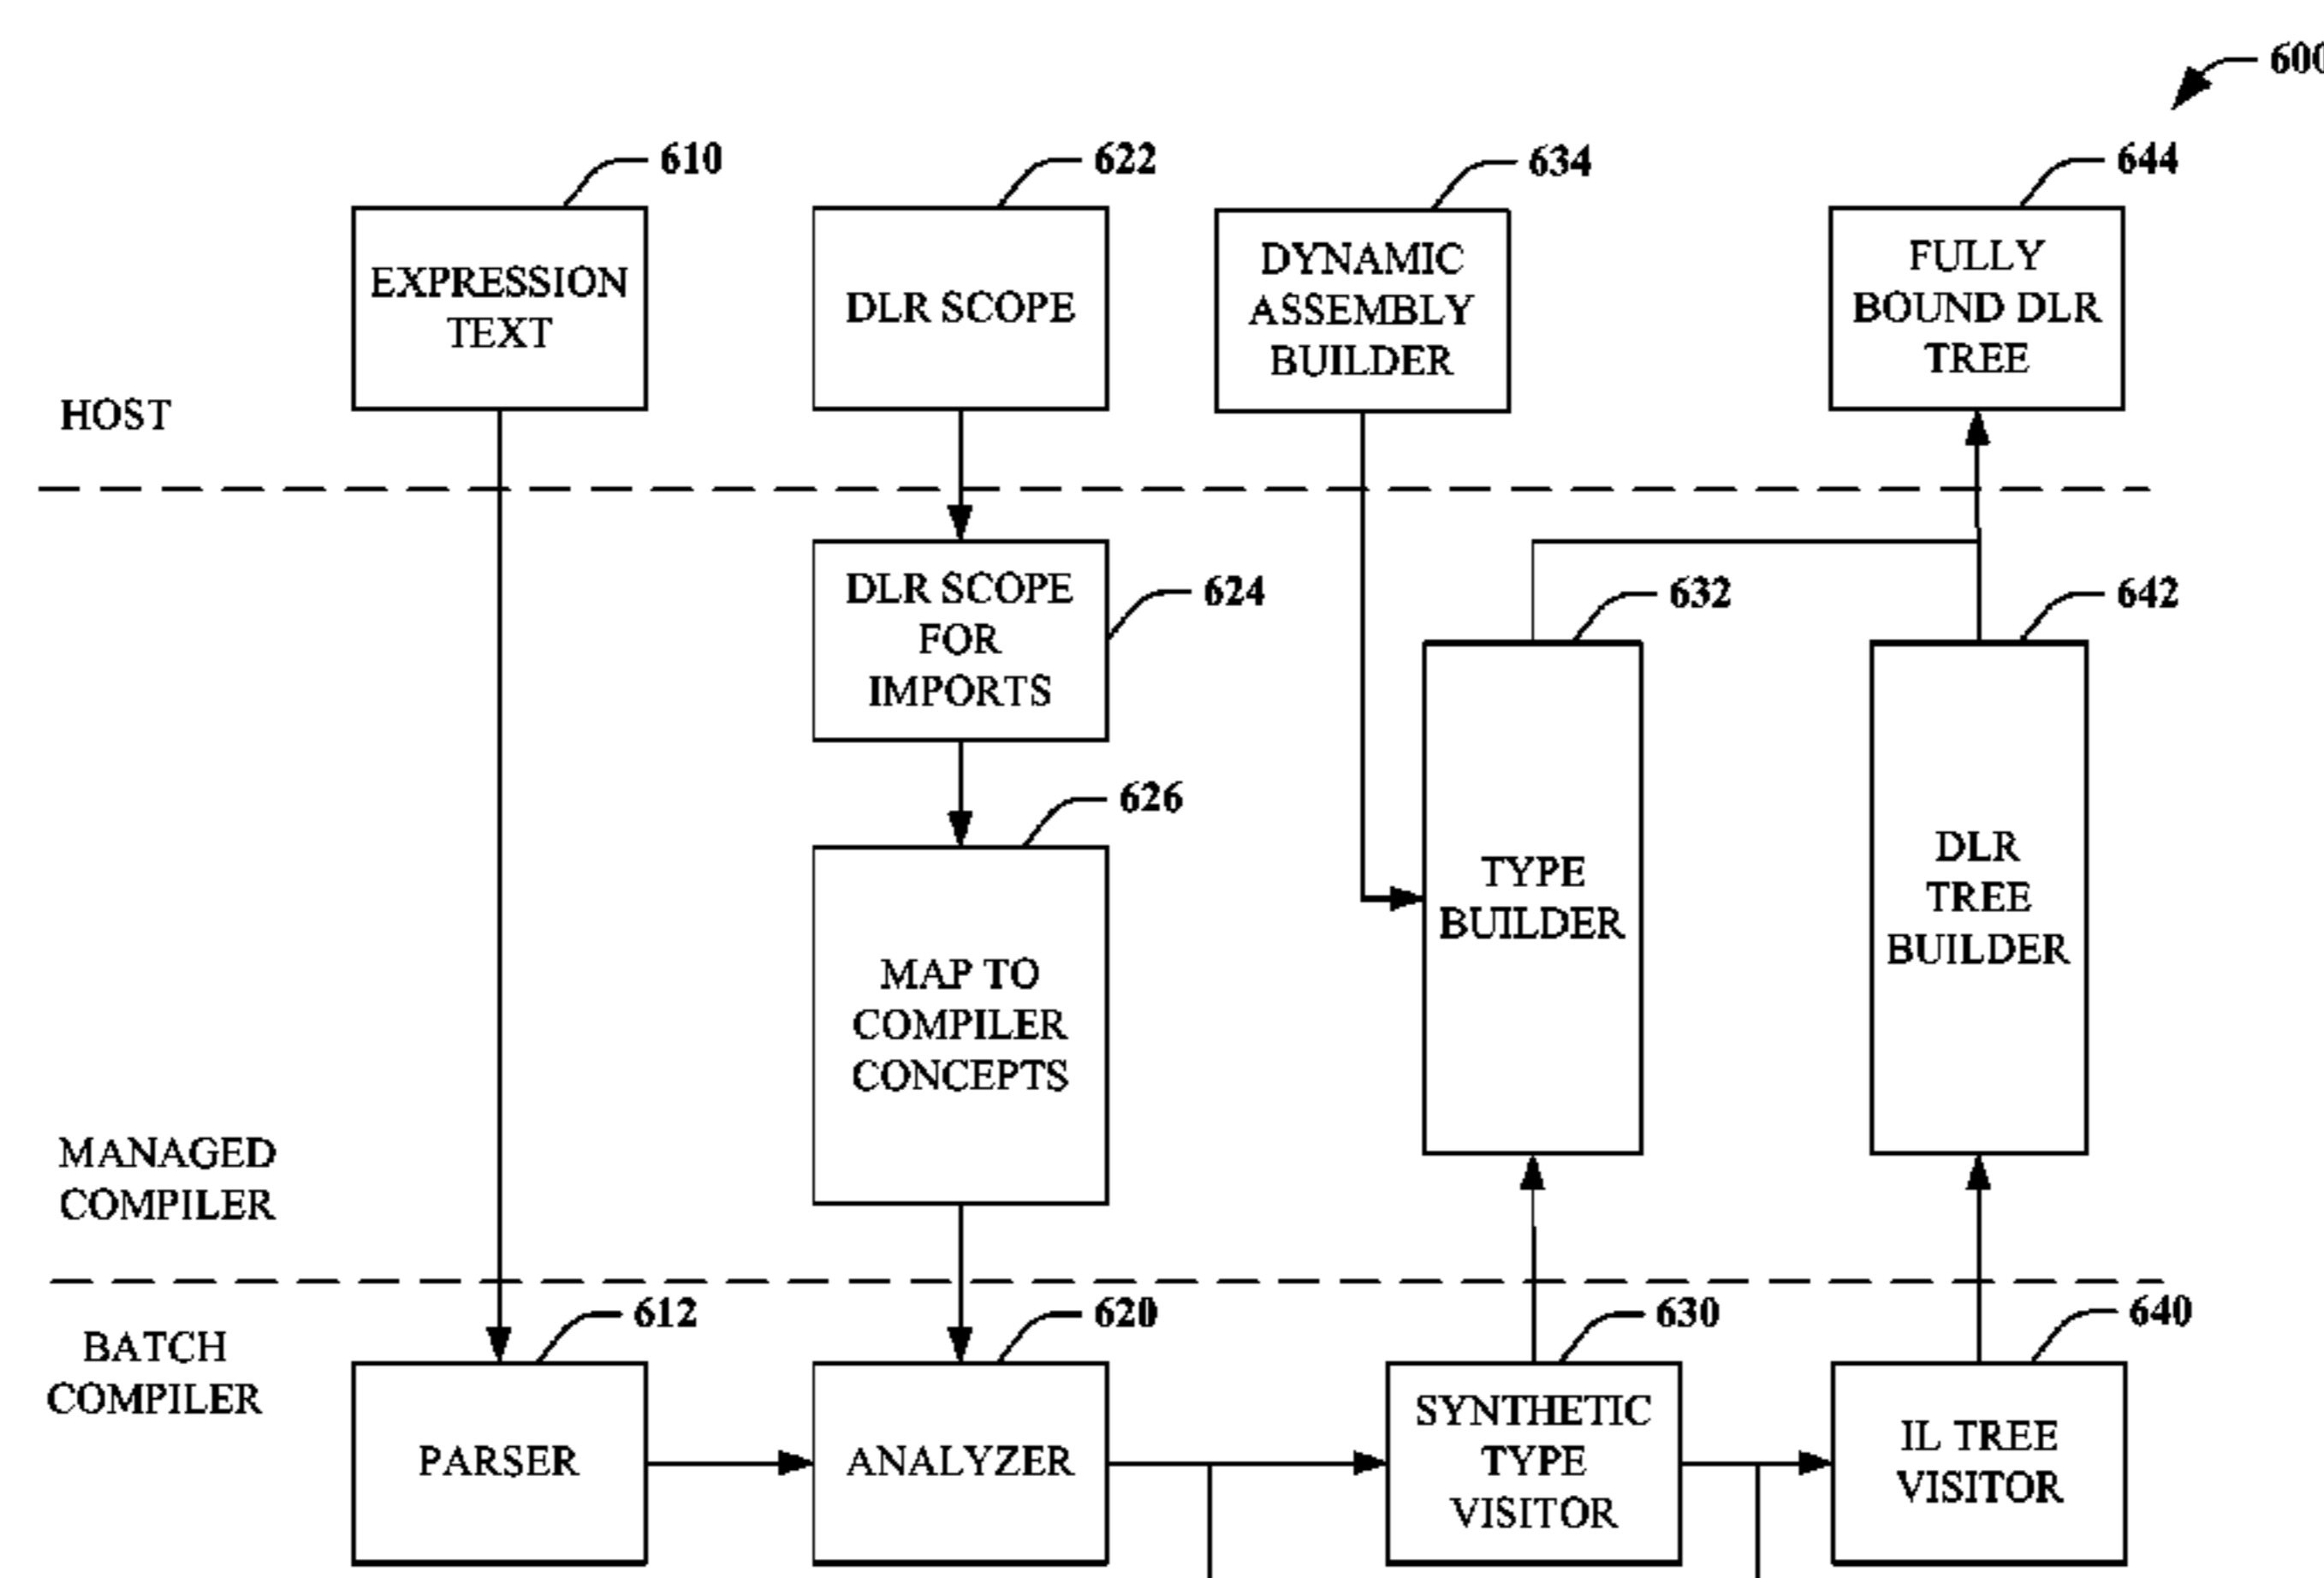 600
610
622
634
644
EXPRESSION
TEXT
DLR SCOPE
DYNAMIC
ASSEMBLY
BUILDER
FULLY
BOUND DLR
TREE
HOST
DLR SCOPE
FOR
IMPORTS
624
632
642
626
MAP TO
COMPILER
CONCEPTS
TYPE
BUILDER
DLR
TREE
BUILDER
MANAGED
COMPILER
612
620
630
640
BATCH
COMPILER
PARSER
ANALYZER
SYNTHETIC
TYPE
VISITOR
IL TREE
VISITOR